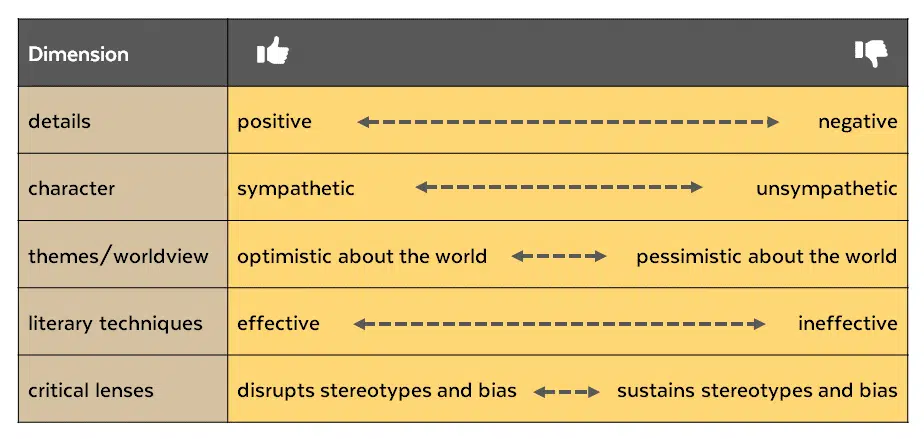 Dimension
details positive negative
character sympathetic unsympathetic
themes/worldview optimistic about the world pessimistic about the world
literary techniques effective ineffective
critical lenses disrupts stereotypes and bias sustains stereotypes and bias